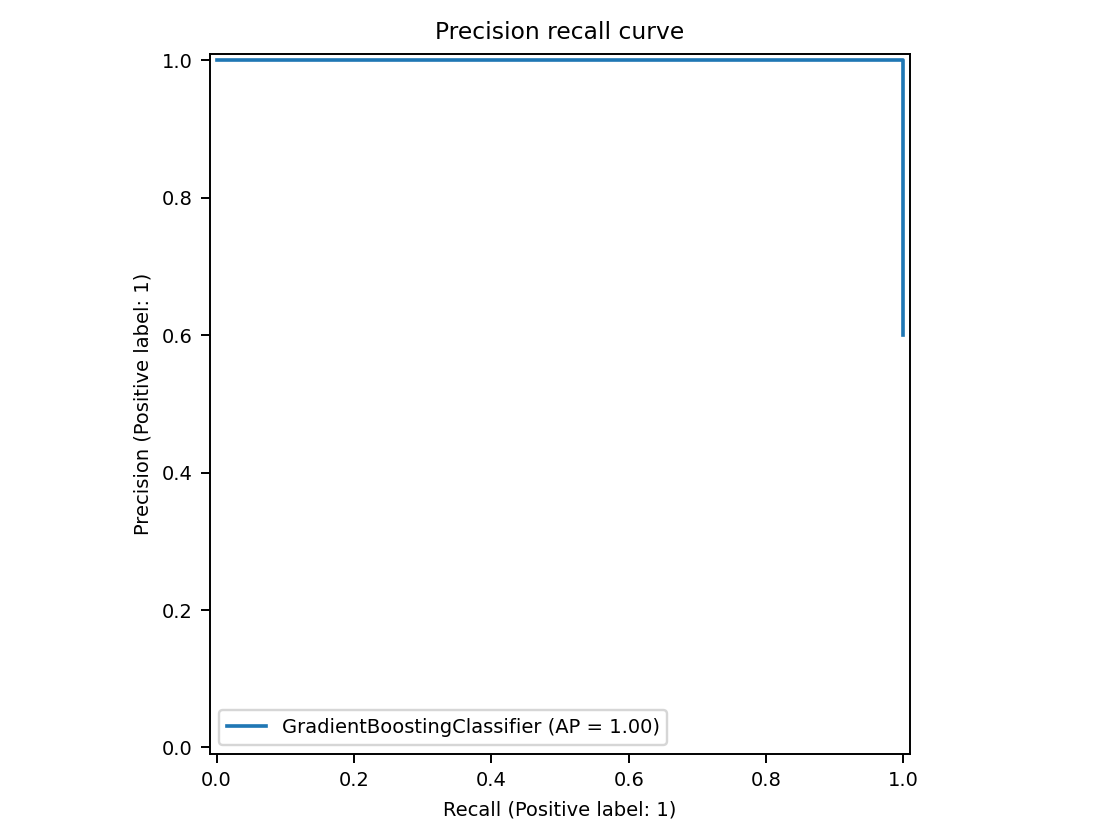 Precision recall curve
1.0
0.8
0.6
0.4
0.2
0.0
Precision (Positive label: 1)
GradientBoostingClassifier (AP = 1.00)
0.0 0.2 0.4 0.6 0.8 1.0
Recall (Positive label: 1)